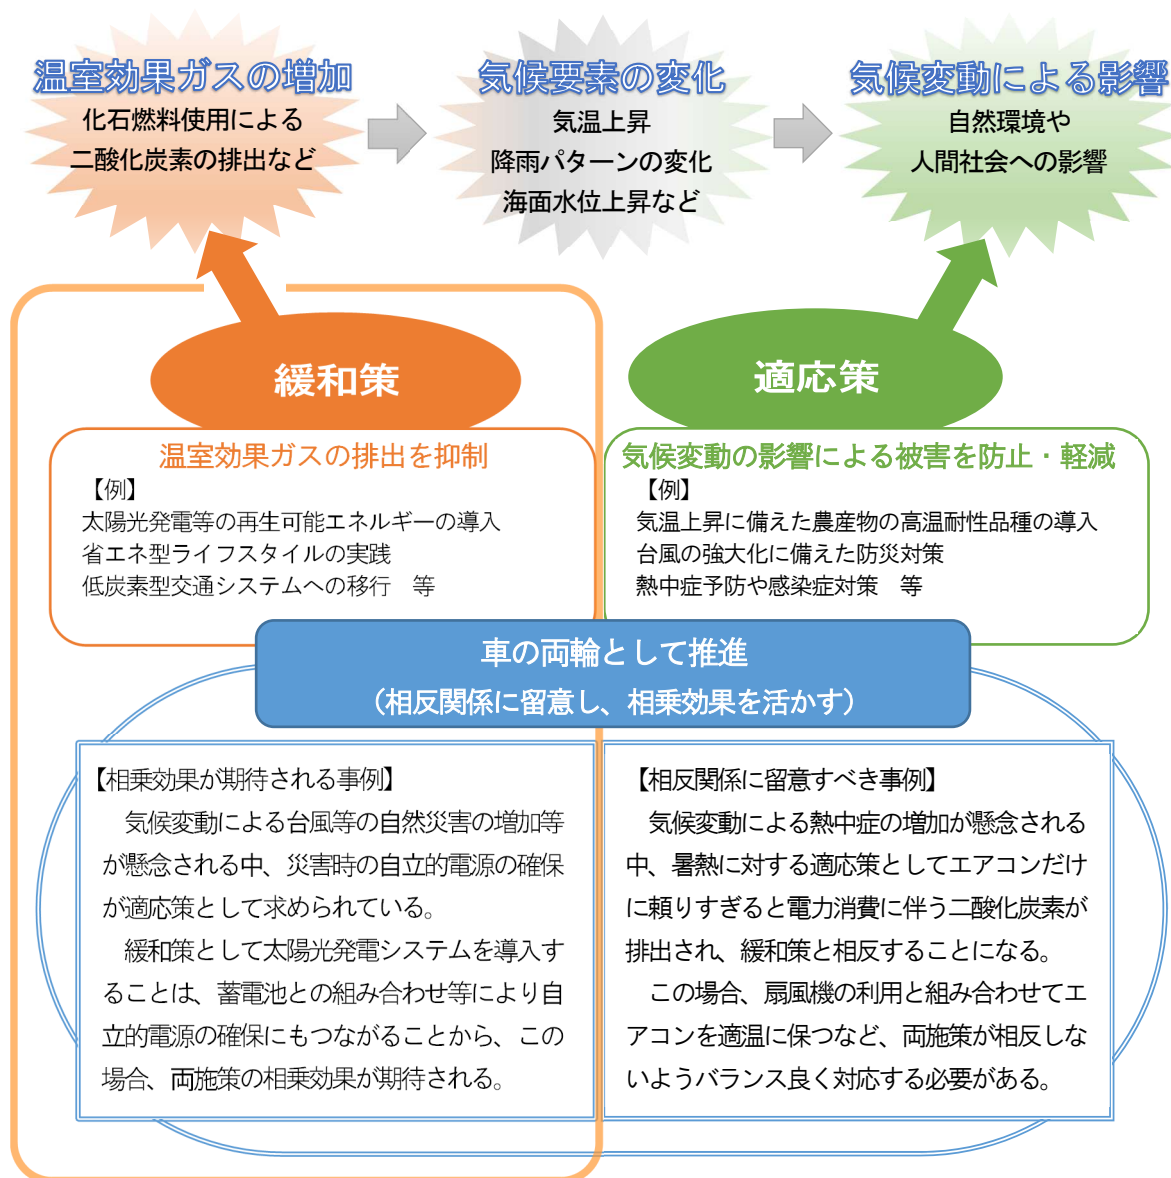 温室効果ガスの増加
化石燃料使用による
二酸化炭素の排出など
気候要素の変化
気温上昇
降雨パターンの変化
海面水位上昇など
気候変動による影響
自然環境や
人間社会への影響
緩和策
温室効果ガスの排出を抑制
【例】
太陽光発電等の再生可能エネルギーの導入
省エネ型ライフスタイルの実践
低炭素型交通システムへの移行　等
適応策
気候変動の影響による被害を防止・軽減
【例】
気温上昇に備えた農産物の高温耐性品種の導入
台風の強大化に備えた防災対策
熱中症予防や感染症対策　等
車の両輪として推進
（相反関係に留意し、相乗効果を活かす）
【相乗効果が期待される事例】
気候変動による台風等の自然災害の増加等
が懸念される中、災害時の自立的電源の確保
が適応策として求められている。
緩和策として太陽光発電システムを導入す
ることは、蓄電池との組み合わせ等により自
立的電源の確保にもつながることから、この
場合、両施策の相乗効果が期待される。
【相反関係に留意すべき事例】
気候変動による熱中症の増加が懸念される
中、暑熱に対する適応策としてエアコンだけ
に頼りすぎると電力消費に伴う二酸化炭素が
排出され、緩和策と相反することになる。
この場合、扇風機の利用と組み合わせてエ
アコンを適温に保つなど、両施策が相反しな
いようバランス良く対応する必要がある。